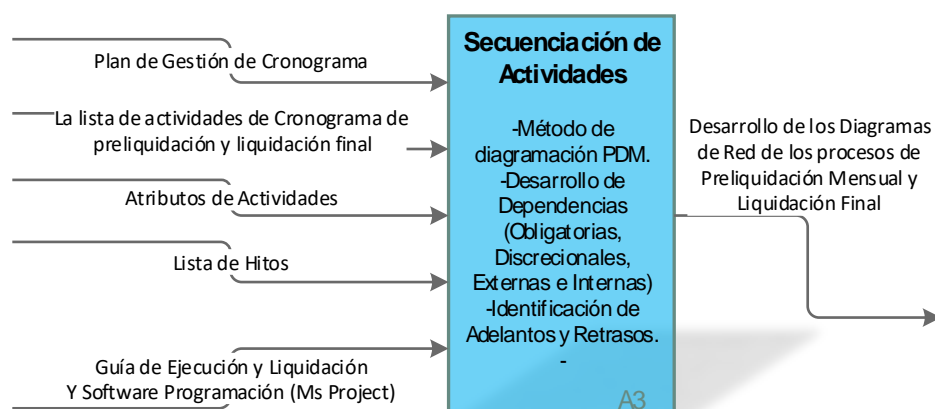 Plan de Gestión de Cronograma
La lista de actividades de Cronograma de
preliquidación y liquidación final
Atributos de Actividades
Lista de Hitos
Guía de Ejecución y Liquidación
Y Software Programación (Ms Project)
Secuenciación de
Actividades
-Método de
diagramación PDM.
-Desarrollo de
Dependencias
(Obligatorias,
Discrecionales,
Externas e Internas)
-Identificación de
Adelantos y Retrasos.
-
A3
Desarrollo de los Diagramas
de Red de los procesos de
Preliquidación Mensual y
Liquidación Final